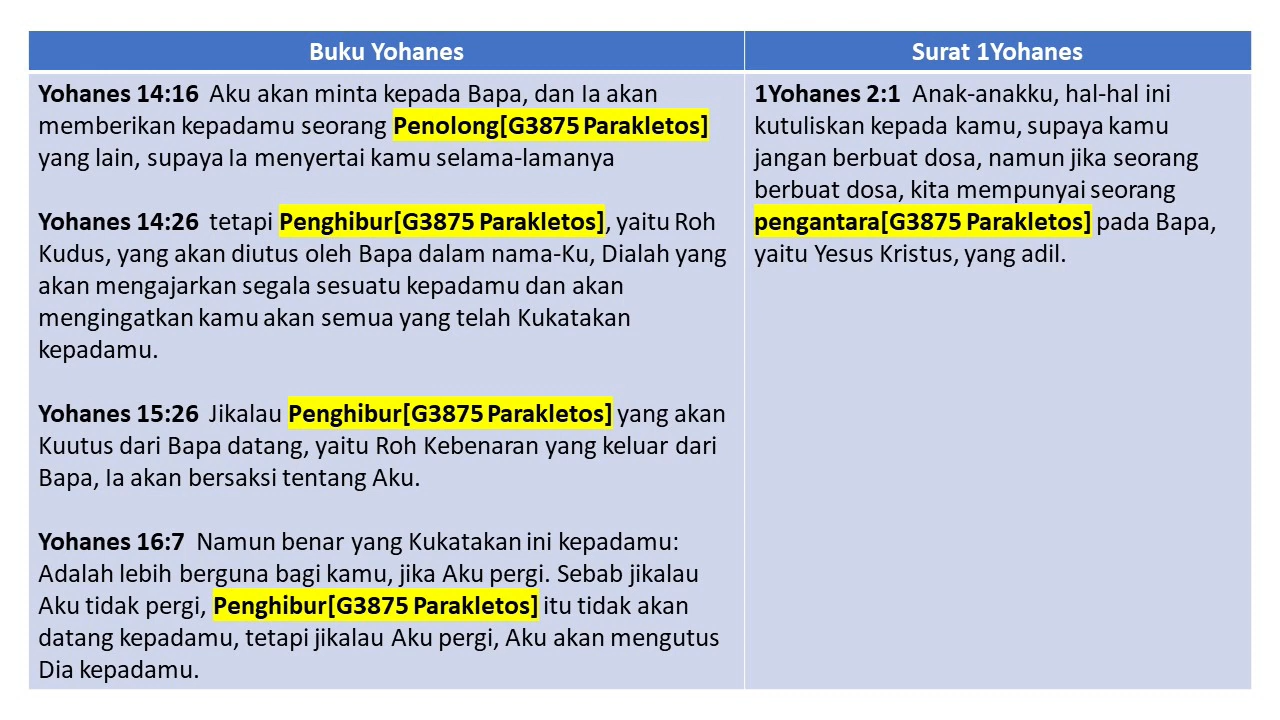 Buku Yohanes
Yohanes 14:16 Aku akan minta kepada Bapa, dan Ia akan
memberikan kepadamu seorang Penolong[G3875 Parakletos]
yang lain, supaya Ia menyertai kamu selama-lamanya
Yohanes 14:26 tetapi Penghibur[G3875 Parakletos], yaitu Roh
Kudus, yang akan diutus oleh Bapa dalam nama-Ku, Dialah yang
akan mengajarkan segala sesuatu kepadamu dan akan
mengingatkan kamu akan semua yang telah Kukatakan
kepadamu.
Yohanes 15:26 Jikalau Penghibur[G3875 Parakletos] yang akan
Kuutus dari Bapa datang, yaitu Roh Kebenaran yang keluar dari
Bapa, Ia akan bersaksi tentang Aku.
Yohanes 16:7 Namun benar yang Kukatakan ini kepadamu:
Adalah lebih berguna bagi kamu, jika Aku pergi. Sebab jikalau
Aku tidak pergi, Penghibur[G3875 Parakletos] itu tidak akan
datang kepadamu, tetapi jikalau Aku pergi, Aku akan mengutus
Dia kepadamu.
Surat 1Yohanes
1Yohanes 2:1 Anak-anakku, hal-hal ini
kutuliskan kepada kamu, supaya kamu
jangan berbuat dosa, namun jika seorang
berbuat dosa, kita mempunyai seorang
pengantara[G3875 Parakletos] pada Bapa,
yaitu Yesus Kristus, yang adil.